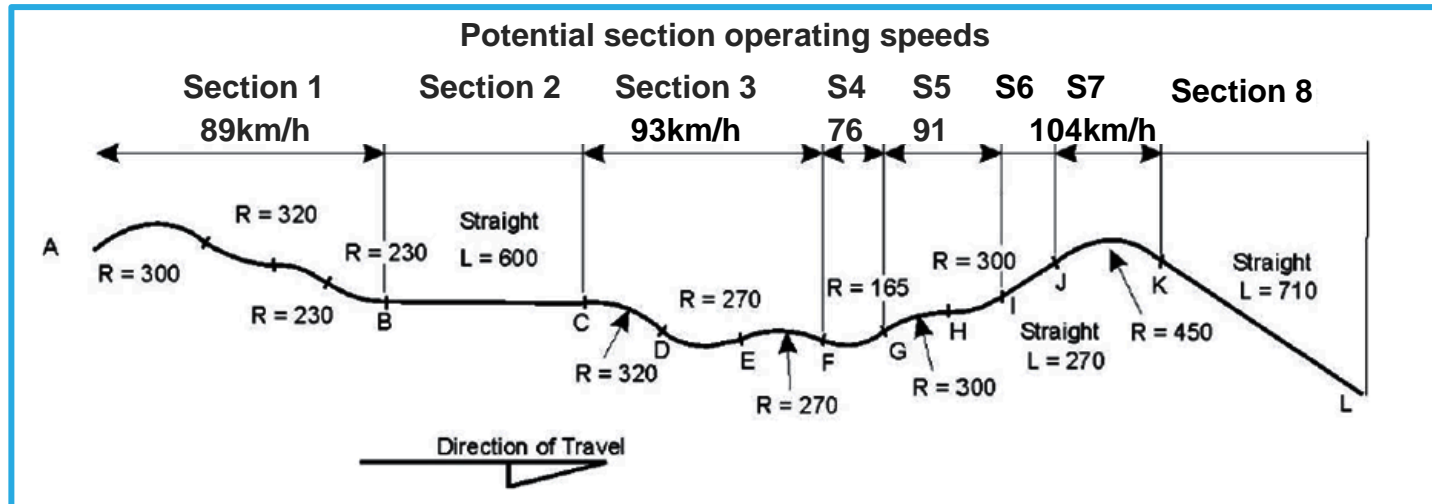 Potential section operating speeds
Section 1 Section 2 Section 3 S4 S5 S6 S7 Section 8
89km/h 93km/h 76 91 104km/h
R = 320
Straight
L = 600
R = 230
A
R = 300
R = 230
B
C
R = 270
D
E
R = 320
R = 270
F
R = 165
G
R = 300
H
R = 300
I
Straight
L = 270
J
R = 450
K
Straight
L = 710
L
Direction of Travel